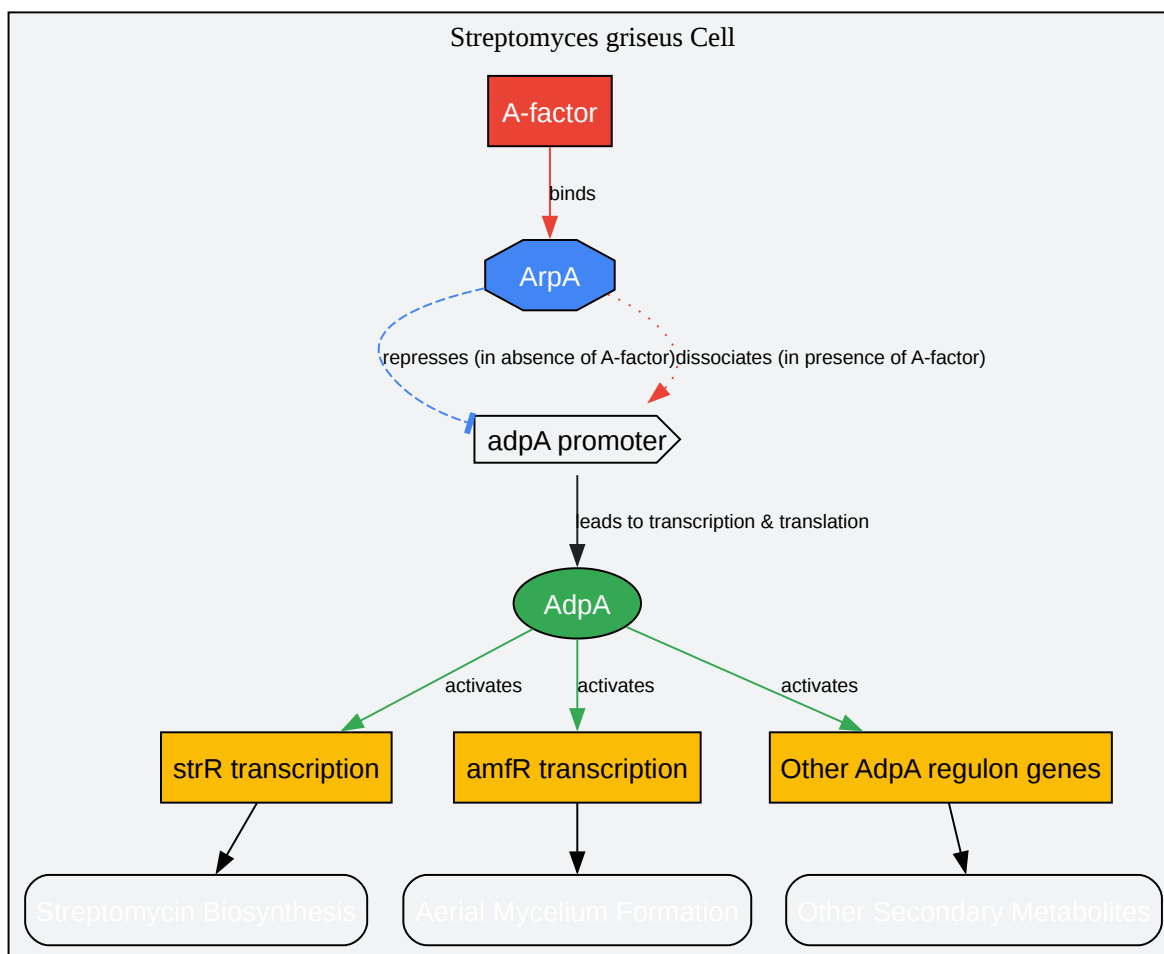 Streptomyces griseus Cell
A-factor
binds
ArpA
represses (in absence of A-factor)
dissociates (in presence of A-factor)
adpA promoter
leads to transcription & translation
AdpA
activates
activates
activates
strR transcription
amfR transcription
Other AdpA regulon genes
Streptomycin Biosynthesis
Aerial Mycelium Formation
Other Secondary Metabolites